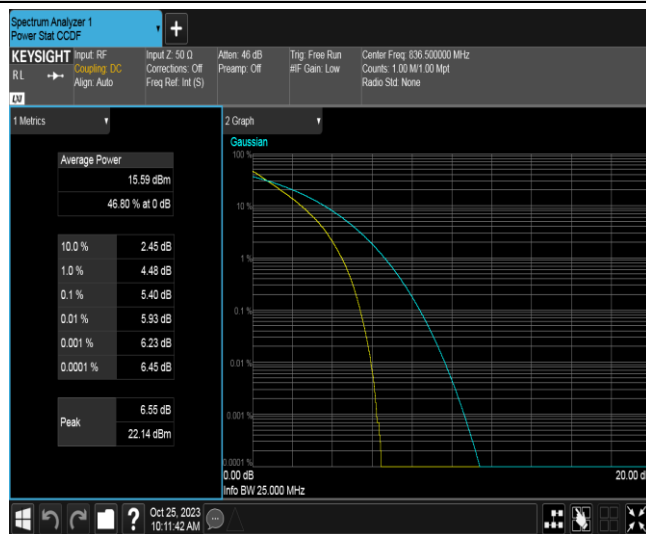 Spectrum Analyzer 1
Power Stat CCDF
+
KEYSIGHT
RL
LXI
Input: RF
Coupling: DC
Align: Auto
Input Z: 50 Ω
Corrections: Off
Freq Ref: Int (S)
Atten: 46 dB
Preamp: Off
Trig: Free Run
#IF Gain: Low
Center Freq: 836.500000 MHz
Counts: 1.00 M/1.00 Mpt
Radio Std: None
1 Metrics
Average Power
15.59 dBm
46.80 % at 0 dB
10.0 % 2.45 dB
1.0 % 4.48 dB
0.1 % 5.40 dB
0.01 % 5.93 dB
0.001 % 6.23 dB
0.0001 % 6.45 dB
Peak
6.55 dB
22.14 dBm
2 Graph
Gaussian
100 %
10 %
1 %
0.1 %
0.01 %
0.001 %
0.0001 %
0.00 dB
20.00 d
Info BW 25.000 MHz
?
Oct 25, 2023
10:11:42 AM